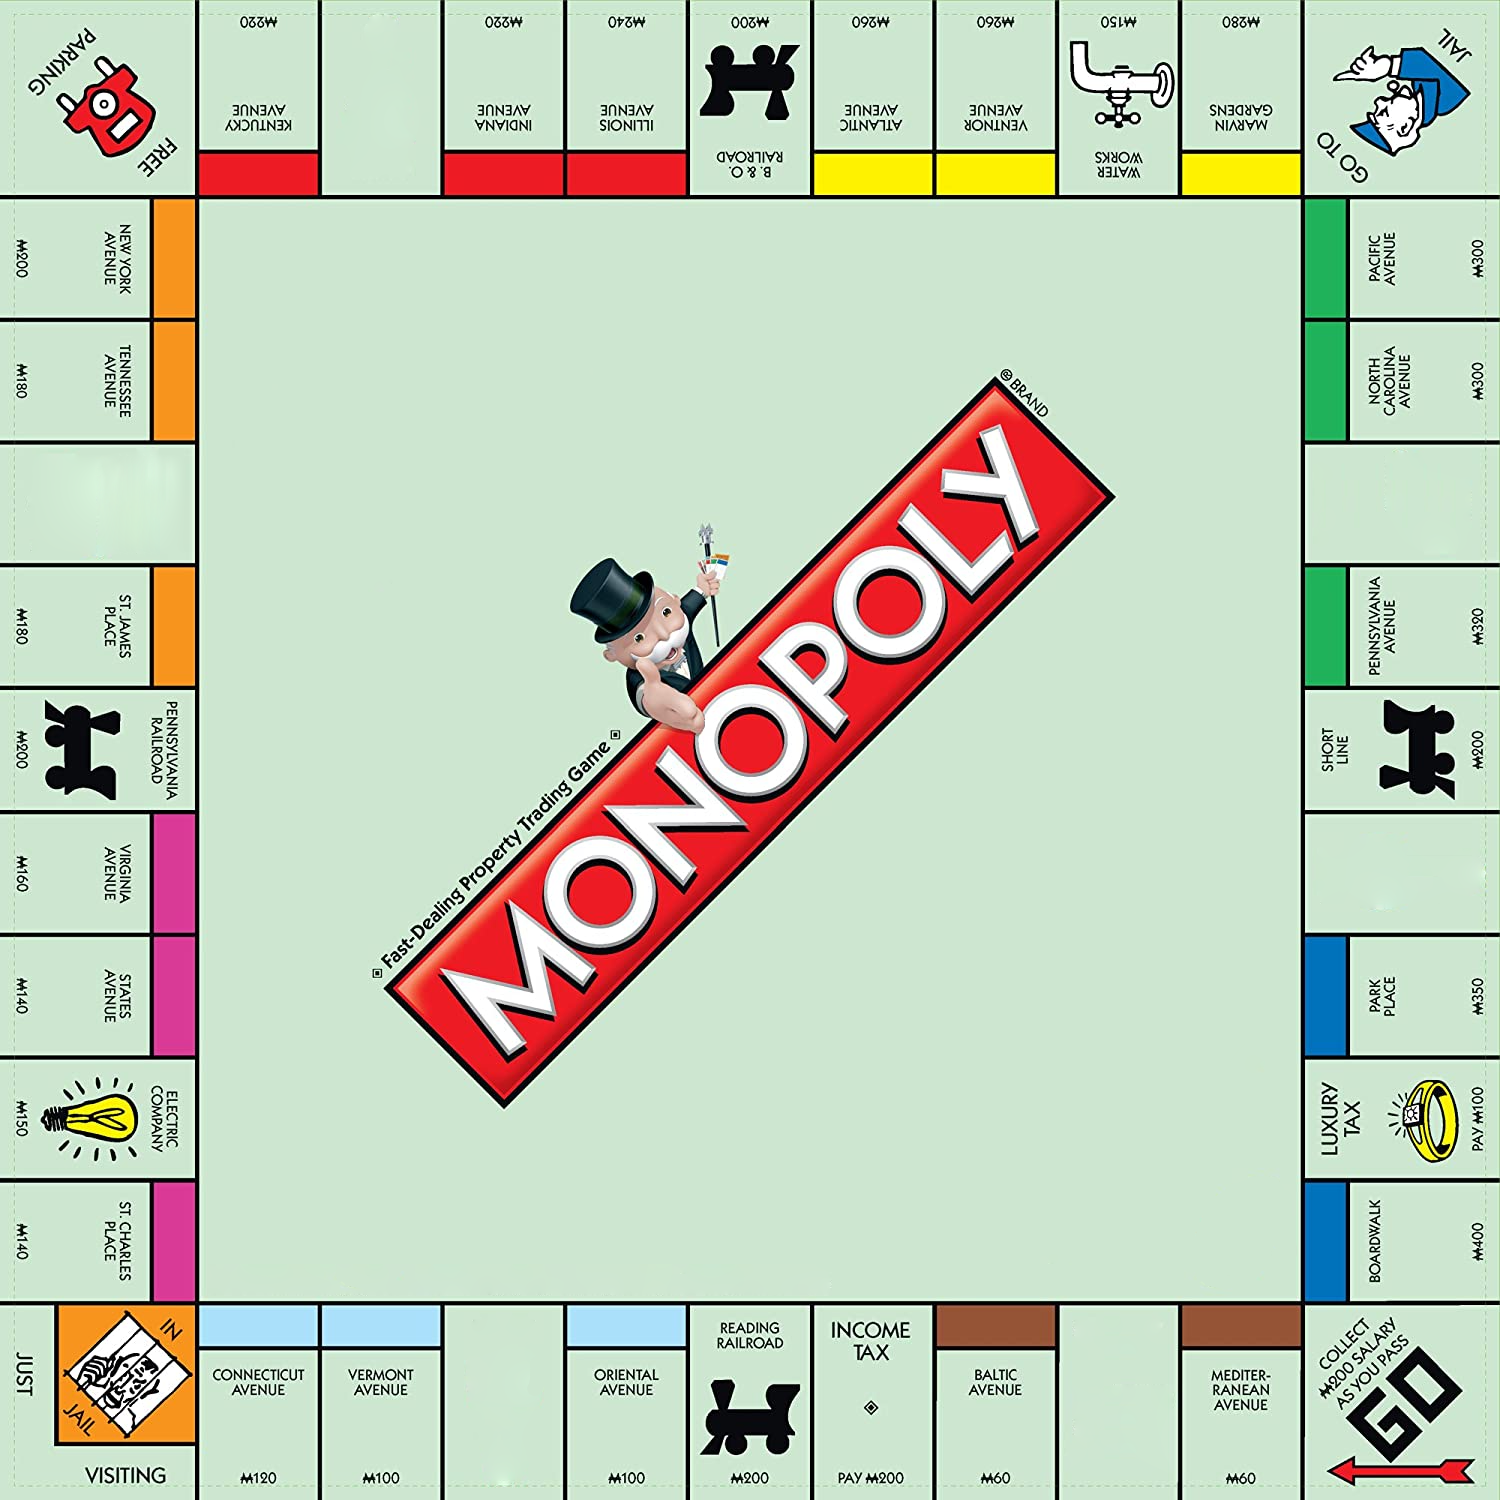 FREE
PARKING
KENTUCKY
AVENUE
₩220
INDIANA
AVENUE
₩220
ILLINOIS
AVENUE
₩240
B. & O.
RAILROAD
₩200
ATLANTIC
AVENUE
₩260
VENTNOR
AVENUE
₩260
WATER
WORKS
₩150
MARVIN
GARDENS
₩280
GO TO
JAIL
PACIFIC
AVENUE
₩300
NORTH
CAROLINA
AVENUE
₩300
PENNSYLVANIA
AVENUE
₩320
SHORT
LINE
₩200
PARK
PLACE
₩350
LUXURY
TAX
PAY ₩100
BOARDWALK
₩400
COLLECT
₩200 SALARY
AS YOU PASS
GO
MEDITER-
RANEAN
AVENUE
₩60
BALTIC
AVENUE
₩60
INCOME
TAX
PAY ₩200
READING
RAILROAD
₩200
ORIENTAL
AVENUE
₩100
VERMONT
AVENUE
₩100
CONNECTICUT
AVENUE
₩120
IN
JAIL
JUST
VISITING
ST. CHARLES
PLACE
₩140
ELECTRIC
COMPANY
₩150
STATES
AVENUE
₩140
VIRGINIA
AVENUE
₩160
PENNSYLVANIA
RAILROAD
₩200
ST. JAMES
PLACE
₩180
TENNESSEE
AVENUE
₩180
NEW YORK
AVENUE
₩200
Fast-Dealing Property Trading Game
MONOPOLY
® BRAND